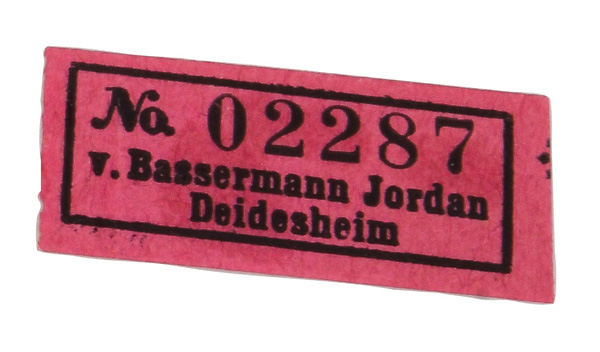 No. 02287
v. Bassermann Jordan
Deidesheim